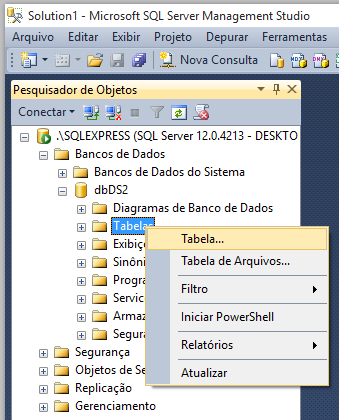 Solution1 - Microsoft SQL Server Management Studio
Arquivo Editar Exibir Projeto Depurar Ferramentas
Nova Consulta
Pesquisador de Objetos
Conectar
.\SQLEXPRESS (SQL Server 12.0.4213 - DESKTO
Bancos de Dados
Bancos de Dados do Sistema
dbDS2
Diagramas de Banco de Dados
Tabelas
Tabela...
Exibiç
Tabela de Arquivos...
Sinôni
Filtro
Progra
Servic
Iniciar PowerShell
Armaz
Relatórios
Segura
Segurança
Atualizar
Objetos de Se
Replicação
Gerenciamento